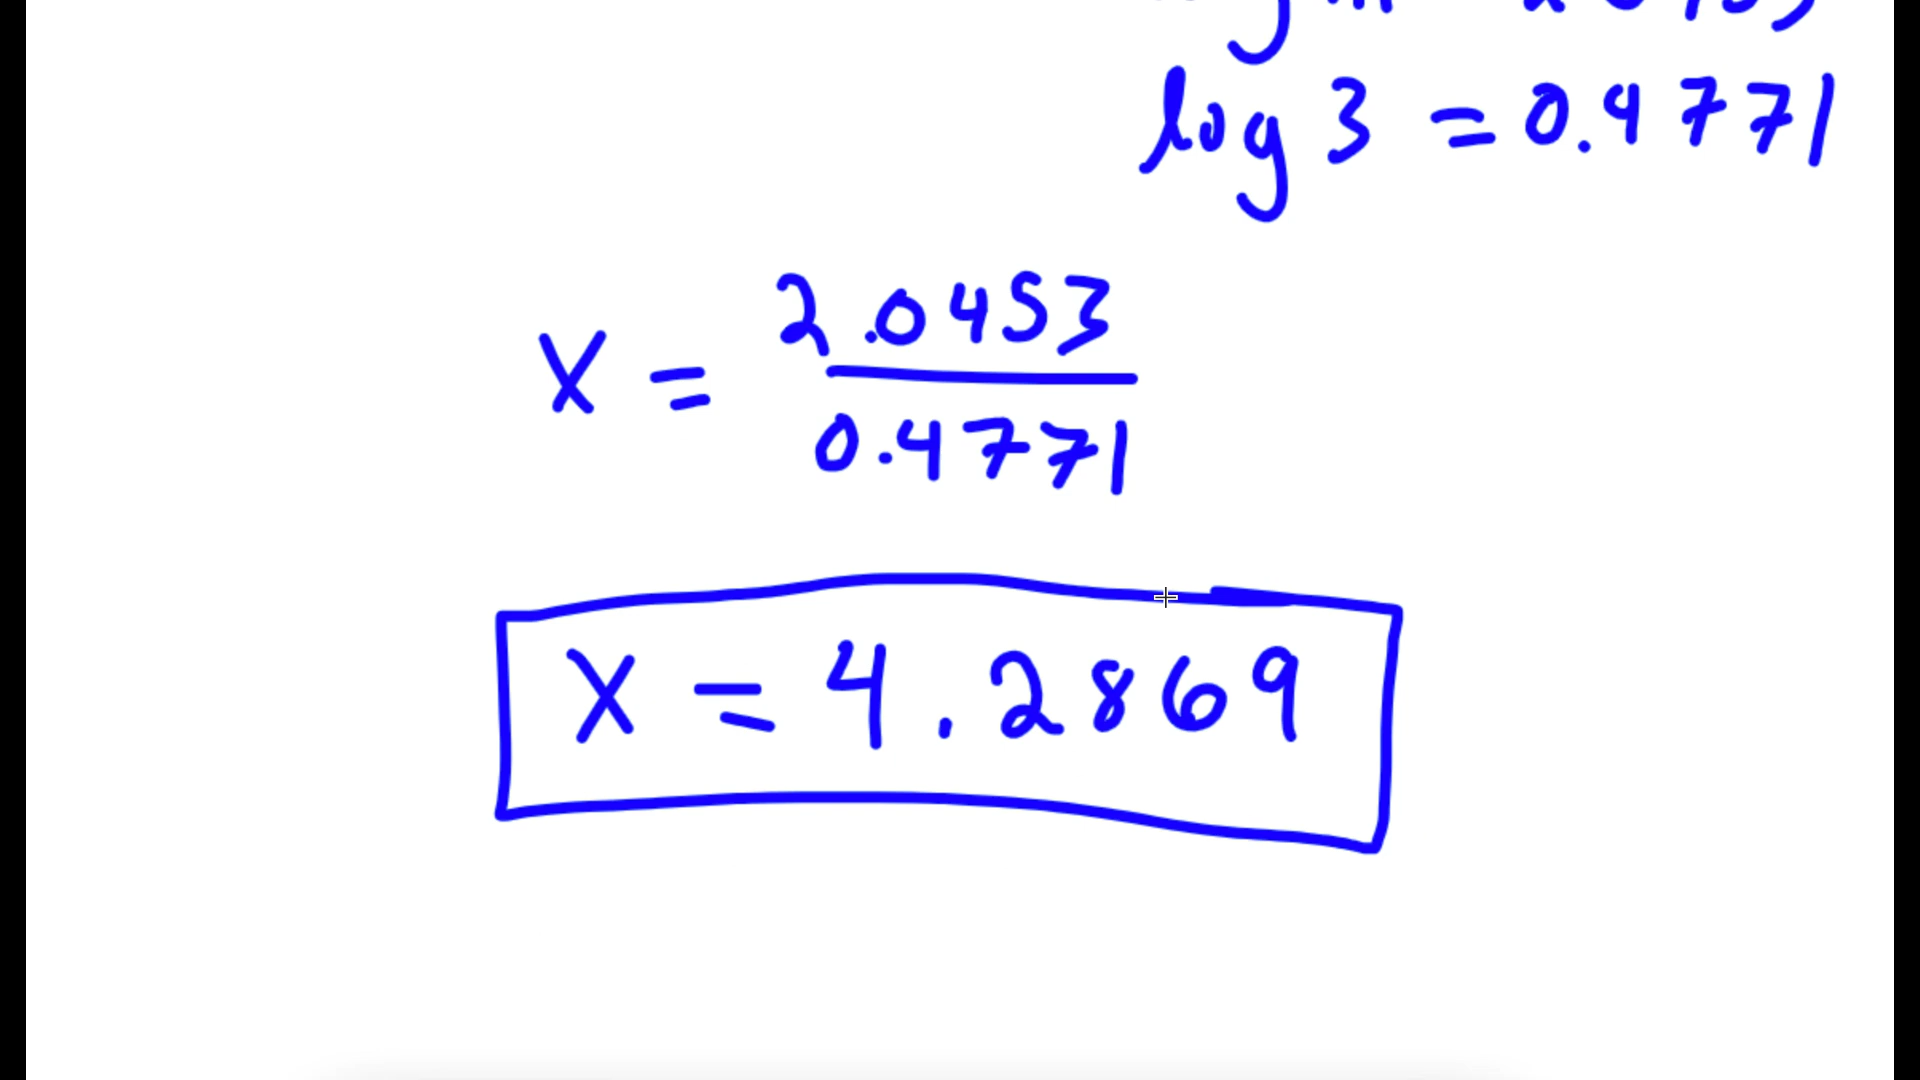 log 3 = 0.4771
X = 2.0453 / 0.4771
X = 4.2869